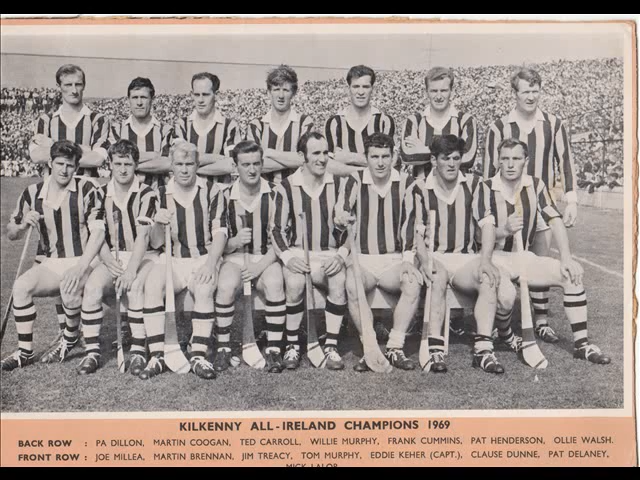 KILKENNY ALL-IRELAND CHAMPIONS 1969
BACK ROW : PA DILLON, MARTIN COOGAN, TED CARROLL, WILLIE MURPHY, FRANK CUMMINS, PAT HENDERSON, OLLIE WALSH.
FRONT ROW : JOE MILLEA, MARTIN BRENNAN, JIM TREACY, TOM MURPHY, EDDIE KEHER (CAPT.), CLAUSE DUNNE, PAT DELANEY,
MICK LALOR